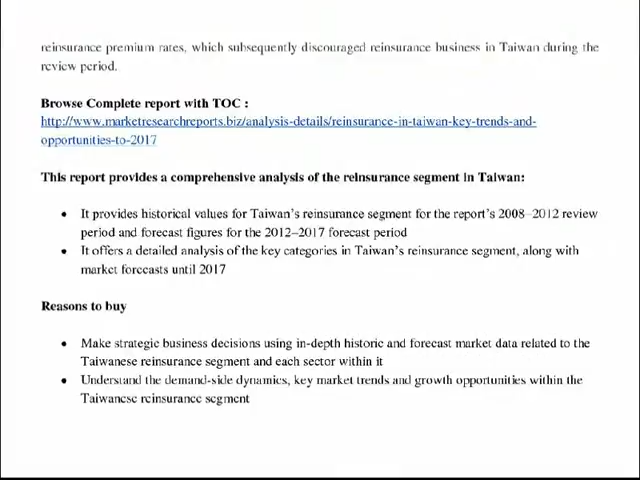 reinsurance premium rates, which subsequently discouraged reinsurance business in Taiwan during the
review period.
Browse Complete report with TOC :
http://www.marketresearchreports.biz/analysis-details/reinsurance-in-taiwan-key-trends-and-
opportunities-to-2017
This report provides a comprehensive analysis of the reinsurance segment in Taiwan:
• It provides historical values for Taiwan's reinsurance segment for the report's 2008–2012 review
period and forecast figures for the 2012–2017 forecast period
• It offers a detailed analysis of the key categories in Taiwan's reinsurance segment, along with
market forecasts until 2017
Reasons to buy
• Make strategic business decisions using in-depth historic and forecast market data related to the
Taiwanese reinsurance segment and each sector within it
• Understand the demand-side dynamics, key market trends and growth opportunities within the
Taiwanese reinsurance segment